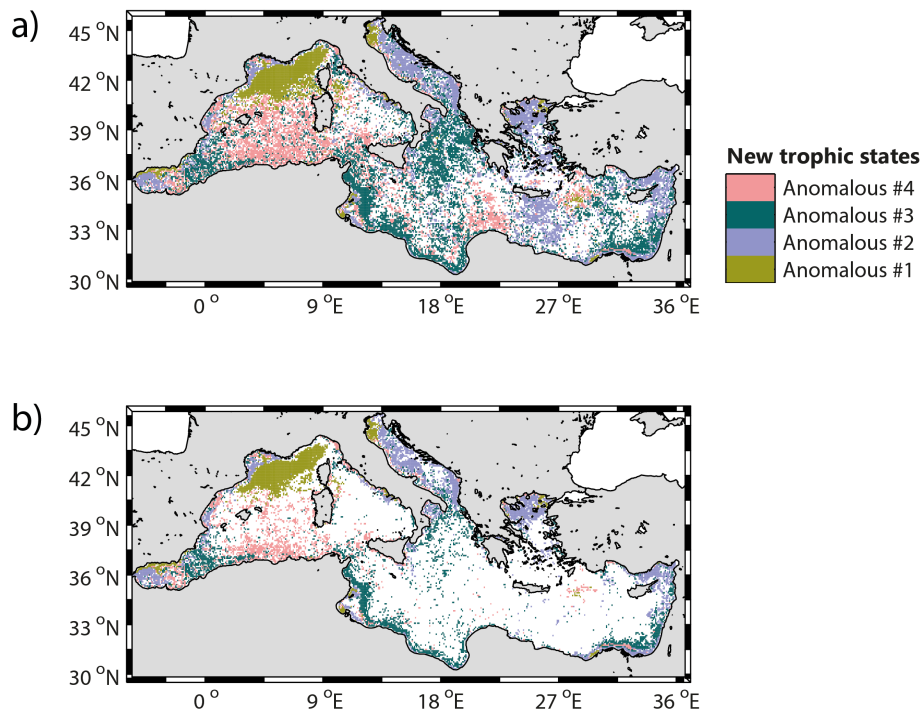 a)
45 °N
42 °N
39 °N
36 °N
33 °N
30 °N
0 °
9 °E
18 °E
27 °E
36 °E
New trophic states
Anomalous #4
Anomalous #3
Anomalous #2
Anomalous #1
b)
45 °N
42 °N
39 °N
36 °N
33 °N
30 °N
0 °
9 °E
18 °E
27 °E
36 °E